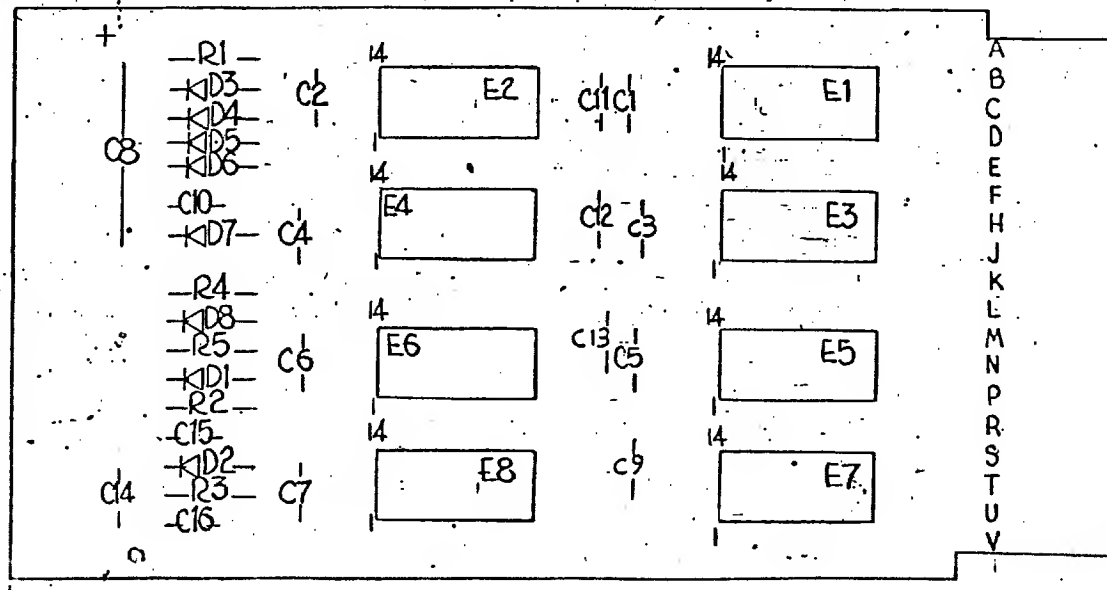 +
R1
D3
D4
D5
D6
C8
C10
D7
R4
D8
R5
D1
R2
C15
D2
R3
C16
C14
C2
C4
C6
C7
14
E2
1
14
E4
1
14
E6
1
14
E8
1
C11
C1
C12
C3
C13
C5
C9
14
E1
1
14
E3
1
14
E5
1
14
E7
1
A
B
C
D
E
F
H
J
K
L
M
N
P
R
S
T
U
V